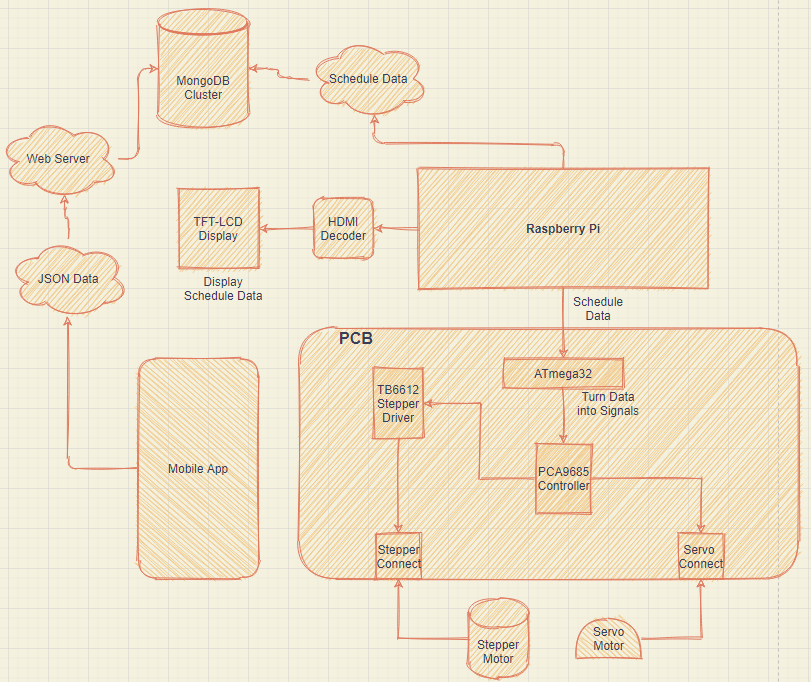 MongoDB
Cluster
Schedule Data
Web Server
TFT-LCD
Display
HDMI
Decoder
Raspberry Pi
JSON Data
Display
Schedule Data
Schedule
Data
PCB
ATmega32
TB6612
Stepper
Driver
Turn Data
into Signals
Mobile App
PCA9685
Controller
Stepper
Connect
Servo
Connect
Stepper
Motor
Servo
Motor